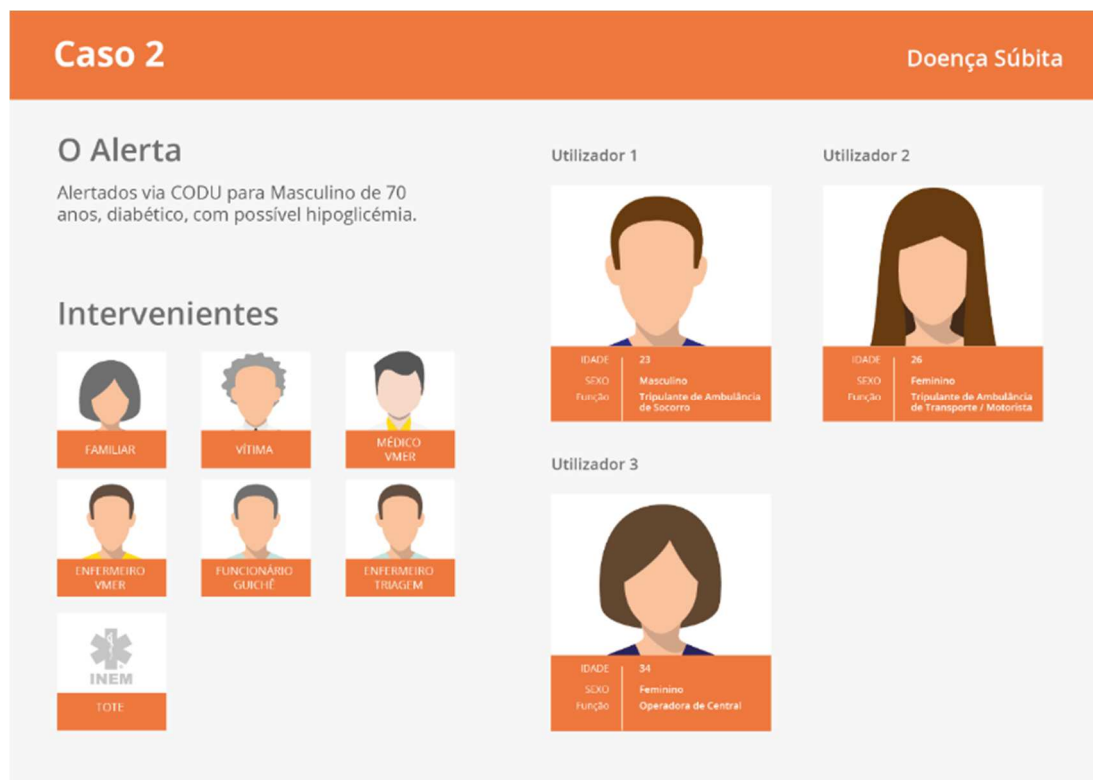 Caso 2
Doença Súbita
O Alerta
Alertados via CODU para Masculino de 70
anos, diabético, com possível hipoglicémia.
Intervenientes
FAMILIAR
VÍTIMA
MÉDICO
VMER
ENFERMEIRO
VMER
FUNCIONÁRIO
GUICHÊ
ENFERMEIRO
TRIAGEM
INEM
TOTE
Utilizador 1
IDADE 23
SEXO Masculino
Função Tripulante de Ambulância
de Socorro
Utilizador 2
IDADE 26
SEXO Feminino
Função Tripulante de Ambulância
de Transporte / Motorista
Utilizador 3
IDADE 34
SEXO Feminino
Função Operadora de Central